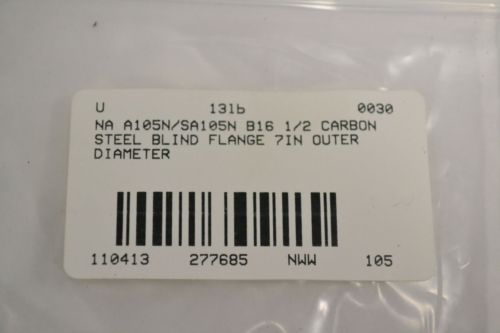 U 131b 0030
NA A105N/SA105N B16 1/2 CARBON
STEEL BLIND FLANGE 7IN OUTER
DIAMETER
110413 277685 NWW 105